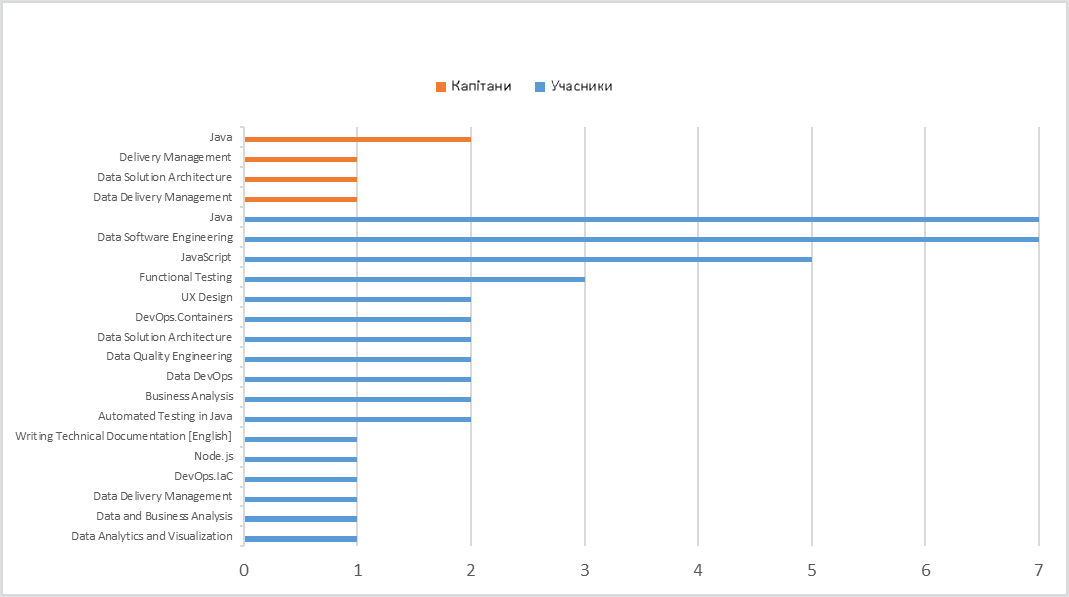 Капітани Учасники
Java
Delivery Management
Data Solution Architecture
Data Delivery Management
Java
Data Software Engineering
JavaScript
Functional Testing
UX Design
DevOps.Containers
Data Solution Architecture
Data Quality Engineering
Data DevOps
Business Analysis
Automated Testing in Java
Writing Technical Documentation [English]
Node.js
DevOps.IaC
Data Delivery Management
Data and Business Analysis
Data Analytics and Visualization
0 1 2 3 4 5 6 7